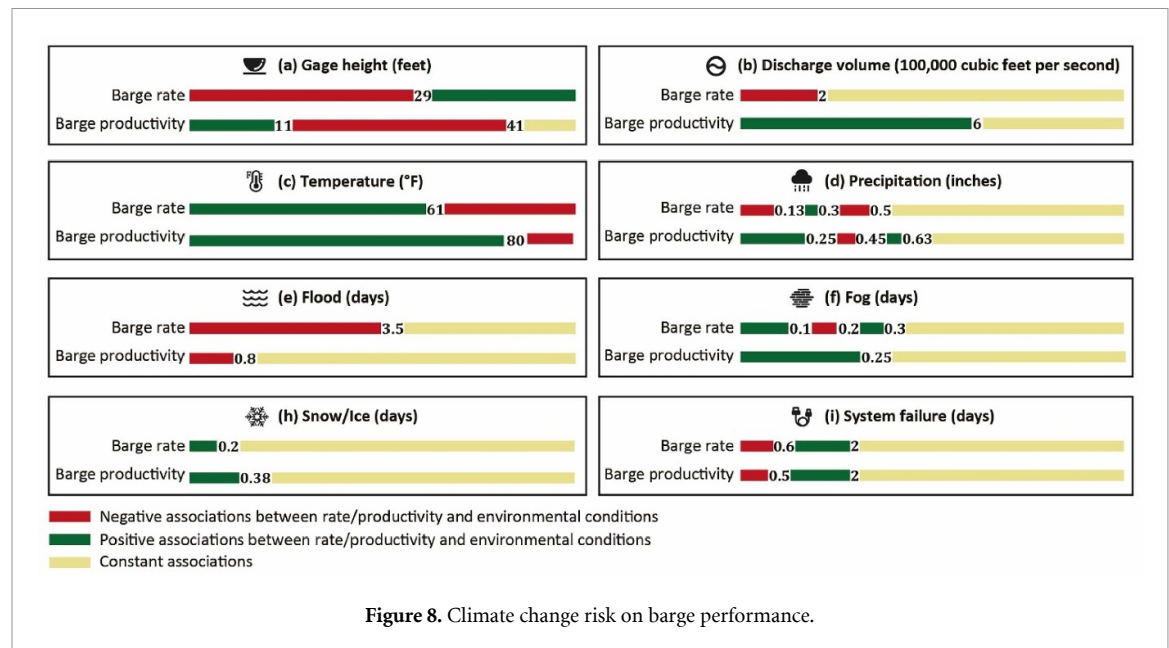 (a) Gage height (feet)
Barge rate 29
Barge productivity 11 41
(b) Discharge volume (100,000 cubic feet per second)
Barge rate 2
Barge productivity 6
(c) Temperature (°F)
Barge rate 61
Barge productivity 80
(d) Precipitation (inches)
Barge rate 0.13 0.3 0.5
Barge productivity 0.25 0.45 0.63
(e) Flood (days)
Barge rate 3.5
Barge productivity 0.8
(f) Fog (days)
Barge rate 0.1 0.2 0.3
Barge productivity 0.25
(h) Snow/Ice (days)
Barge rate 0.2
Barge productivity 0.38
(i) System failure (days)
Barge rate 0.6 2
Barge productivity 0.5 2
Negative associations between rate/productivity and environmental conditions
Positive associations between rate/productivity and environmental conditions
Constant associations
Figure 8. Climate change risk on barge performance.